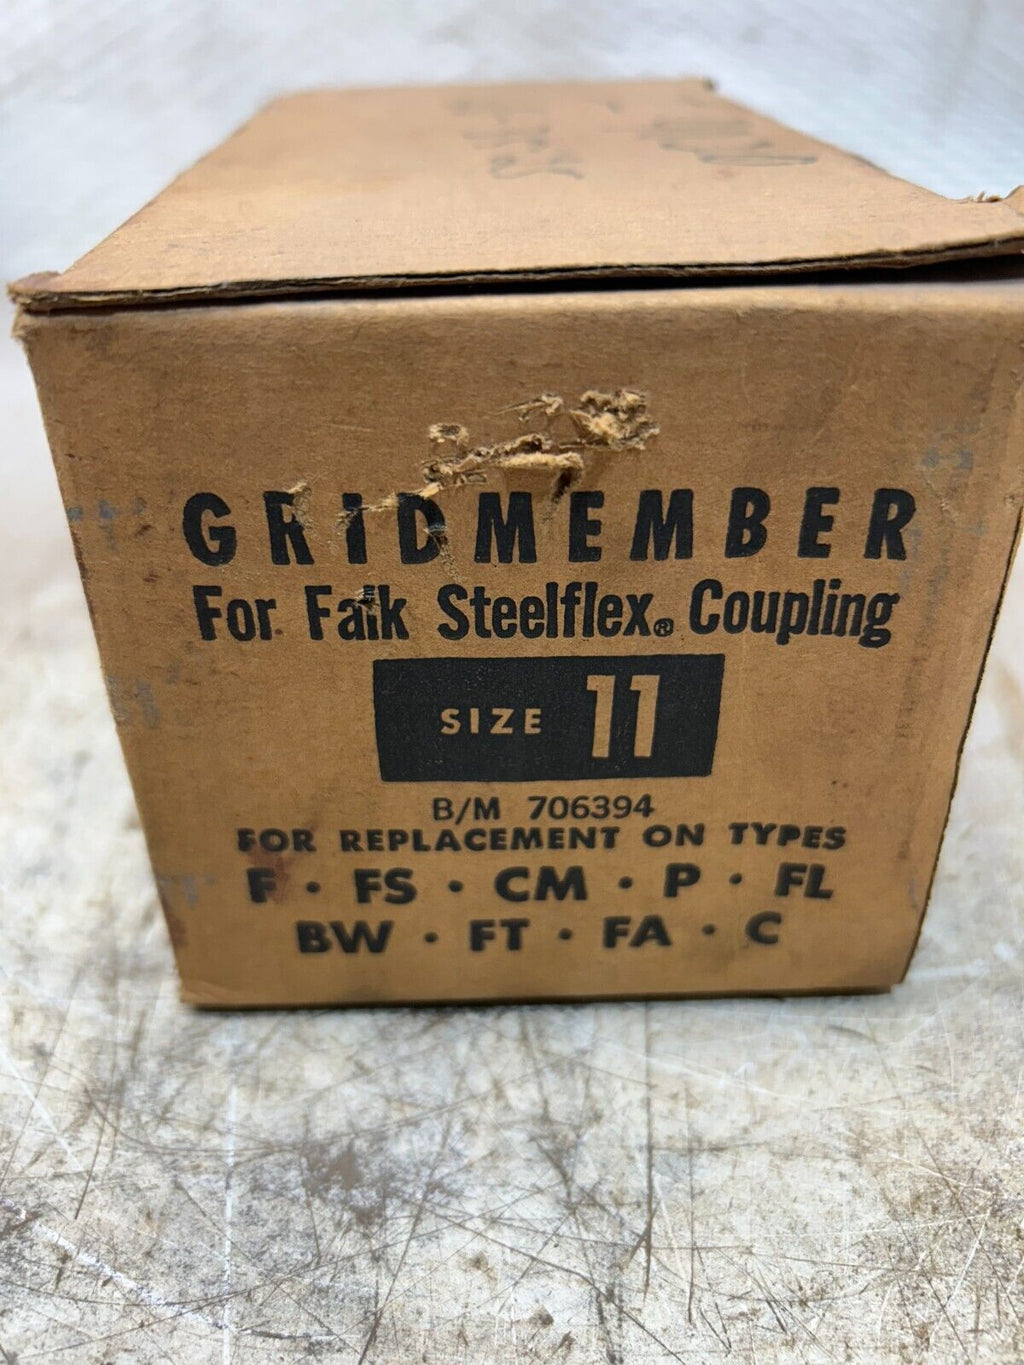 GRIDMEMBER
For Falk Steelflex® Coupling
SIZE 11
B/M 706394
FOR REPLACEMENT ON TYPES
F · FS · CM · P · FL
BW · FT · FA · C